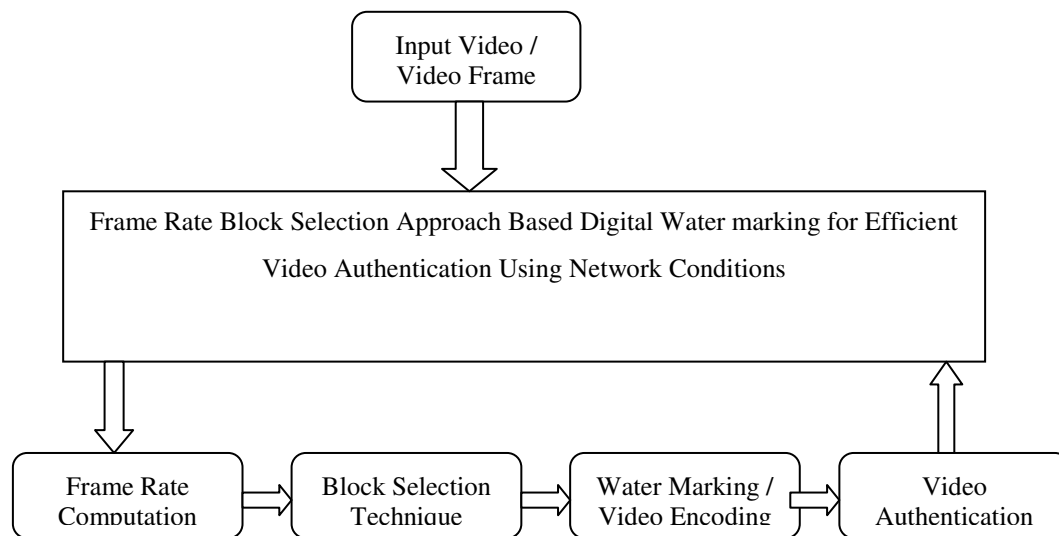 Input Video /
Video Frame
Frame Rate Block Selection Approach Based Digital Water marking for Efficient
Video Authentication Using Network Conditions
Frame Rate
Computation
Block Selection
Technique
Water Marking /
Video Encoding
Video
Authentication